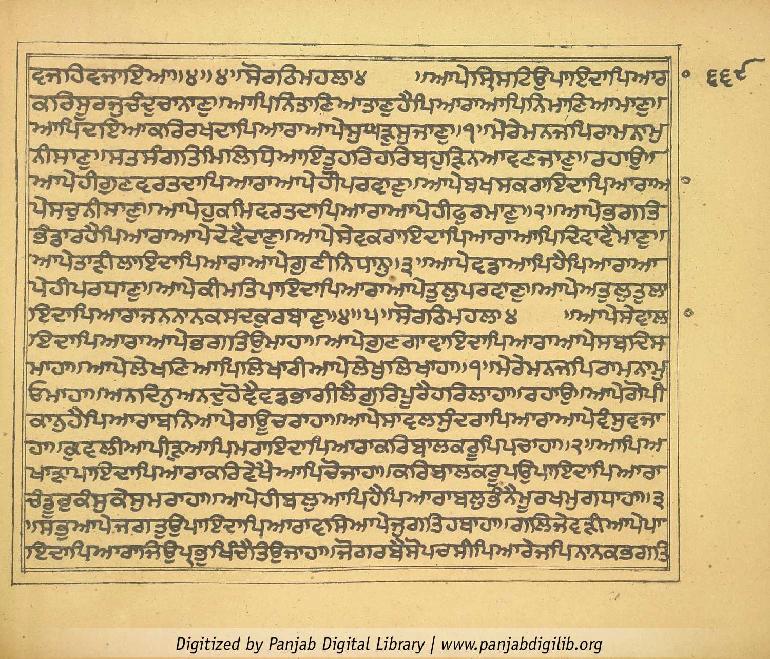 ਵਜਹਿਵਜਾਇਆ॥੪॥੪॥ਸੋਰਠਿਮਹਲਾ੪ ॥ਆਪੇਸ੍ਰਿਸਟਿਉਪਾਇਦਾਪਿਆਰਾ ੬੬੯
ਕਰਿਸੂਰਜੁਚੰਦੁਚਾਨਾਣੁ॥ਆਪਿਨਿਤਾਣਿਆਤਾਣੁਹੈਪਿਆਰਾਆਪਿਨਿਮਾਣਿਆਮਾਣੁ॥
ਆਪਿਦਇਆਕਰਿਰਖਦਾਪਿਆਰਾਆਪੇਸੁਘੜੁਸੁਜਾਣੁ॥੧॥ਮੇਰੇਮਨਜਪਿਰਾਮਨਾਮੁ
ਨੀਸਾਣੁ॥ਸਤਸੰਗਤਿਮਿਲਿਧਿਆਇਤੂਹਰਿਹਰਿਬਹੁੜਿਨਆਵਣਜਾਣੁ॥ਰਹਾਉ॥
ਆਪੇਹੀਗੁਣਵਰਤਦਾਪਿਆਰਾਆਪੇਹੀਪਰਵਾਣੁ॥ਆਪੇਬਖਸਕਰਾਇਦਾਪਿਆਰਾਆ
ਪੇਸਚੁਨੀਸਾਣੁ॥ਆਪੇਹੁਕਮਿਵਰਤਦਾਪਿਆਰਾਆਪੇਹੀਫੁਰਮਾਣੁ॥੨॥ਆਪੇਭਗਤਿ
ਭੰਡਾਰਹੈਪਿਆਰਾਆਪੇਦੇਵੈਦਾਣੁ॥ਆਪੇਸੇਵਕਰਾਇਦਾਪਿਆਰਾਆਪਿਦਿਵਾਵੈਮਾਣੁ॥
ਆਪੇਤਾੜੀਲਾਇਦਾਪਿਆਰਾਆਪੇਗੁਣੀਨਿਧਾਨੁ॥੩॥ਆਪੇਵਡਾਆਪਿਹੈਪਿਆਰਾਆ
ਪੇਹੀਪਰਧਾਣੁ॥ਆਪੇਕੀਮਤਿਪਾਇਦਾਪਿਆਰਾਆਪੇਤੁਲੁਪਰਵਾਣੁ॥ਆਪੇਅਤੁਲੁਤੁਲਾ
ਇਦਾਪਿਆਰਾਜਨਨਾਨਕਸਦਕੁਰਬਾਣੁ॥੪॥੫॥ਸੋਰਠਿਮਹਲਾ੪ ॥ਆਪੇਸੇਵਾਲਾ
ਇਦਾਪਿਆਰਾਆਪੇਭਗਤਿਉਮਾਹਾ॥ਆਪੇਗੁਣਗਾਵਾਇਦਾਪਿਆਰਾਆਪੇਸਬਦਿਸ
ਮਾਹਾ॥ਆਪੇਲੇਖਣਿਆਪਿਲਿਖਾਰੀਆਪੇਲੇਖੁਲਿਖਾਹਾ॥੧॥ਮੇਰੇਮਨਜਪਿਰਾਮਨਾਮੁ
ਓਮਾਹਾ॥ਅਨਦਿਨੁਅਨਦੁਹੋਵੈਵਡਭਾਗੀਲੈਗੁਰਿਪੂਰੈਹਰਿਲਾਹਾ॥ਰਹਾਉ॥ਆਪੇਗੋਪੀ
ਕਾਨੁਹੈਪਿਆਰਾਬਨਿਆਪੇਗਊਚਰਾਹਾ॥ਆਪੇਸਾਵਲਸੁੰਦਰਾਪਿਆਰਾਆਪੇਵੰਸੁਵਜਾ
ਹਾ॥ਕੁਵਲੀਆਪੀੜੁਆਪਿਮਰਾਇਦਾਪਿਆਰਾਕਰਿਬਾਲਕਰੂਪਿਪਚਾਹਾ॥੨॥ਆਪਿਅ
ਖਾੜਾਪਾਇਦਾਪਿਆਰਾਕਰਿਵੇਖੈਆਪਿਚੋਜਾਹਾ॥ਕਰਿਬਾਲਕਰੂਪਉਪਾਇਦਾਪਿਆਰਾ
ਚੰਡੂਰੁਕੰਸੁਕੇਸੁਮਰਾਹਾ॥ਆਪੇਹੀਬਲੁਆਪਿਹੈਪਿਆਰਾਬਲੁਭੰਨੈਮੂਰਖਮੁਗਧਾਹਾ॥੩
॥ਸਭੁਆਪੇਜਗਤੁਉਪਾਇਦਾਪਿਆਰਾਵਸਿਆਪੇਜੁਗਤਿਹਥਾਹਾ॥ਗਲਿਜੇਵੜੀਆਪੇਪਾ
ਇਦਾਪਿਆਰਾਜਿਉਪ੍ਰਭੁਖਿੰਚੈਤਿਉਜਾਹਾ॥ਜੋਗਰਬੈਸੋਪਚਸੀਪਿਆਰੇਜਪਿਨਾਨਕਭਗਤਿ
Digitized by Panjab Digital Library | www.panjabdigilib.org